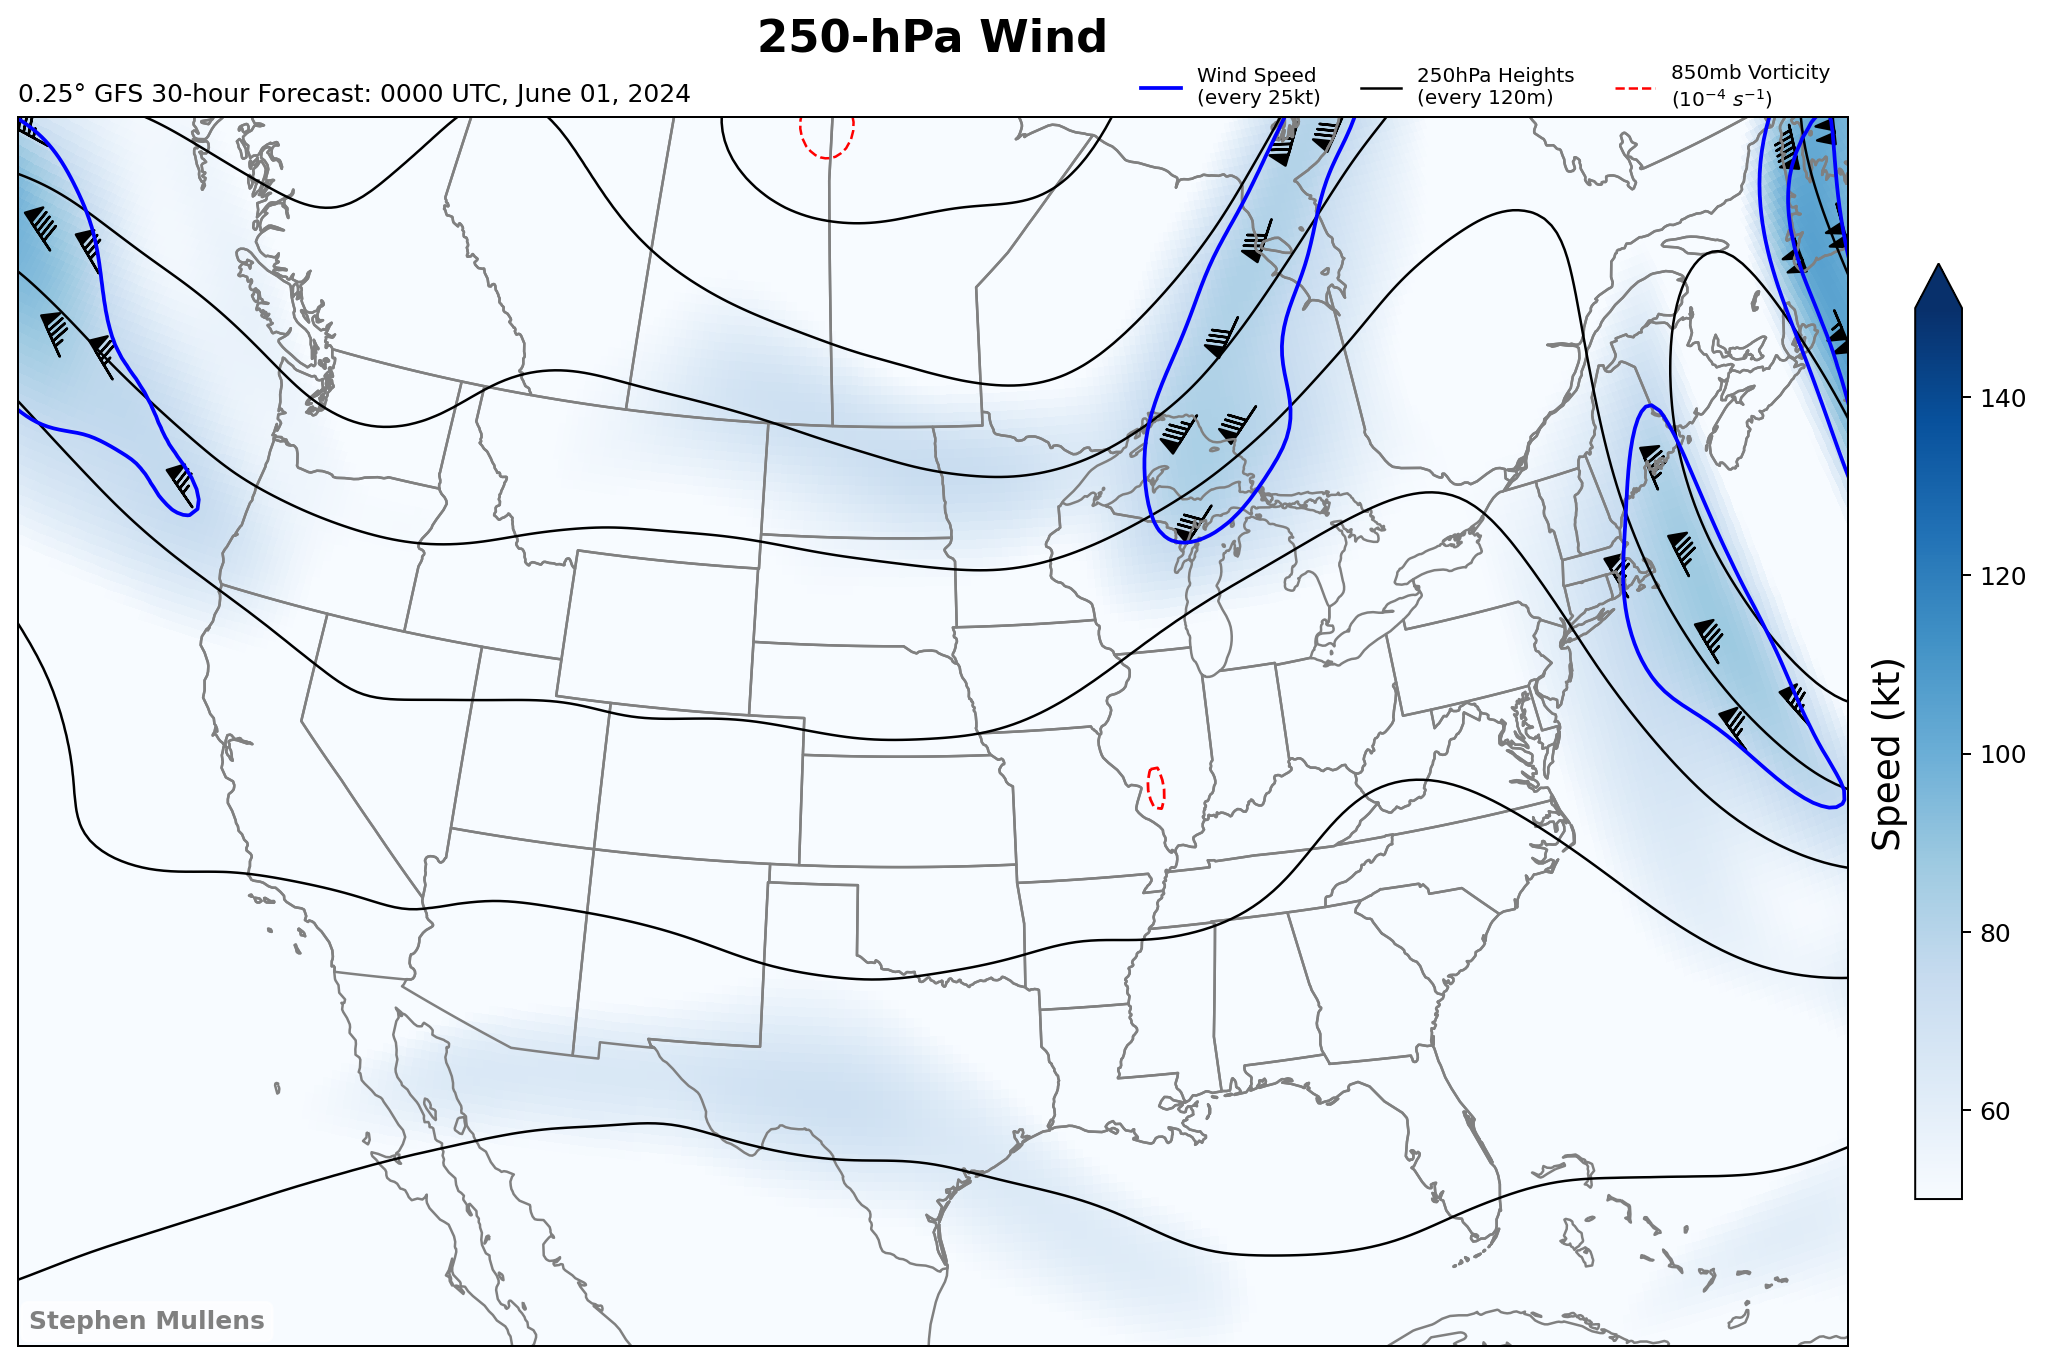 250-hPa Wind
0.25° GFS 30-hour Forecast: 0000 UTC, June 01, 2024
Wind Speed
(every 25kt)
250hPa Heights
(every 120m)
850mb Vorticity
(10⁻⁴ s⁻¹)
140
120
100
80
60
Speed (kt)
Stephen Mullens